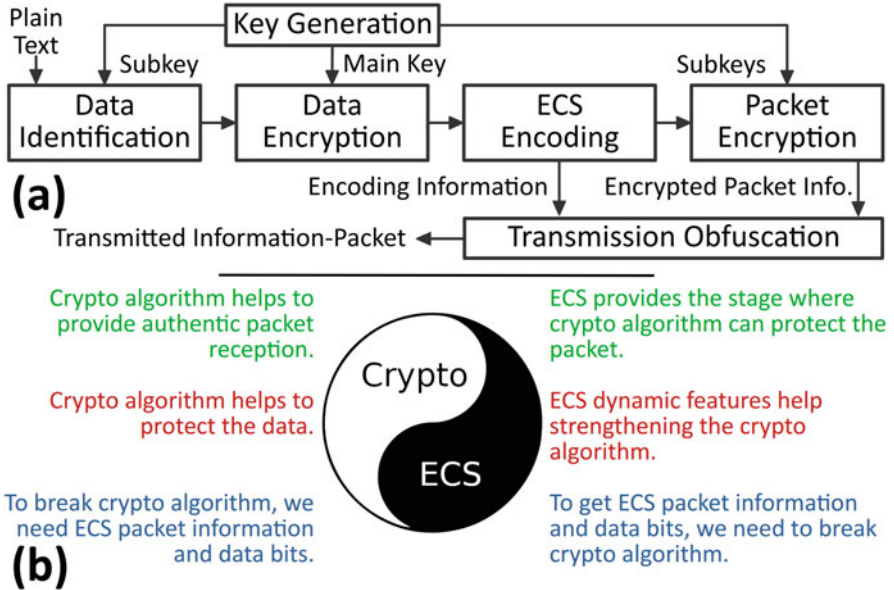 Plain
Text
Key Generation
Subkey
Main Key
Subkeys
Data
Identification
Data
Encryption
ECS
Encoding
Packet
Encryption
(a)
Encoding Information
Encrypted Packet Info.
Transmitted Information-Packet
Transmission Obfuscation
Crypto algorithm helps to
provide authentic packet
reception.
ECS provides the stage where
crypto algorithm can protect the
packet.
Crypto
Crypto algorithm helps to
protect the data.
ECS dynamic features help
strengthening the crypto
algorithm.
ECS
To break crypto algorithm, we
need ECS packet information
and data bits.
To get ECS packet information
and data bits, we need to break
crypto algorithm.
(b)